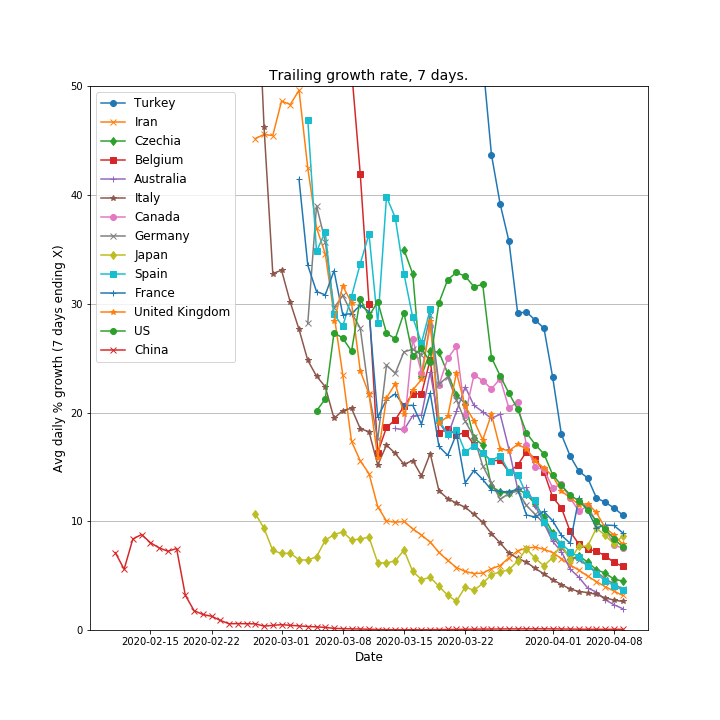 Trailing growth rate, 7 days.
Avg daily % growth (7 days ending X)
50
40
30
20
10
0
Turkey
Iran
Czechia
Belgium
Australia
Italy
Canada
Germany
Japan
Spain
France
United Kingdom
US
China
2020-02-15
2020-02-22
2020-03-01
2020-03-08
2020-03-15
2020-03-22
2020-04-01
2020-04-08
Date